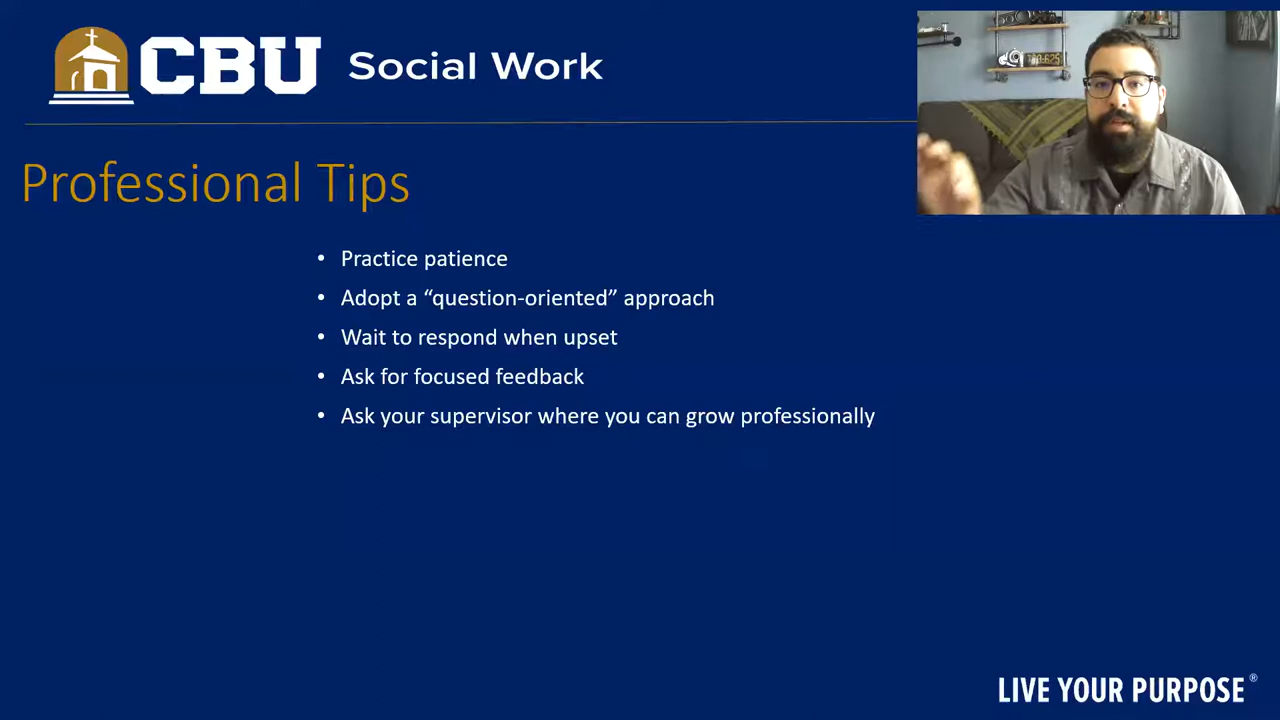 CBU Social Work
Professional Tips
• Practice patience
• Adopt a “question-oriented” approach
• Wait to respond when upset
• Ask for focused feedback
• Ask your supervisor where you can grow professionally
LIVE YOUR PURPOSE®